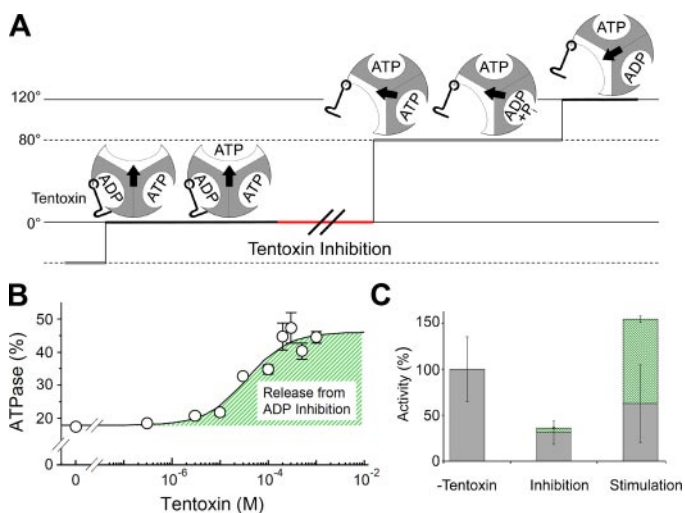 A
ATP
ADP
120°
ATP
ATP
ATP
ADP
+Pi
80°
ATP
Tentoxin
ADP
ATP
ADP
ATP
0°
Tentoxin Inhibition
B
C
ATPase (%)
50
40
30
20
0
Release from
ADP Inhibition
0
10⁻⁶
10⁻⁴
10⁻²
Tentoxin (M)
Activity (%)
150
100
50
0
-Tentoxin
Inhibition
Stimulation